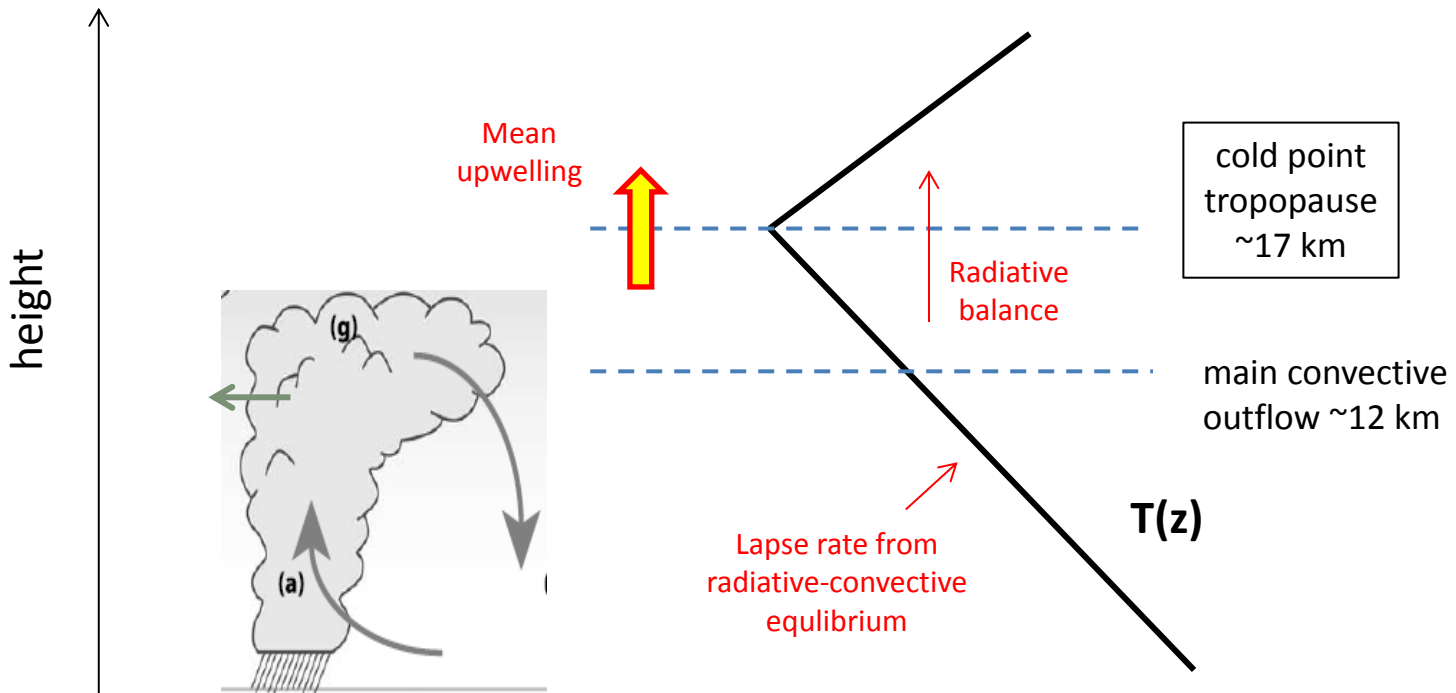 height
Mean
upwelling
cold point
tropopause
~17 km
Radiative
balance
(g)
main convective
outflow ~12 km
T(z)
Lapse rate from
radiative-convective
equlibrium
(a)